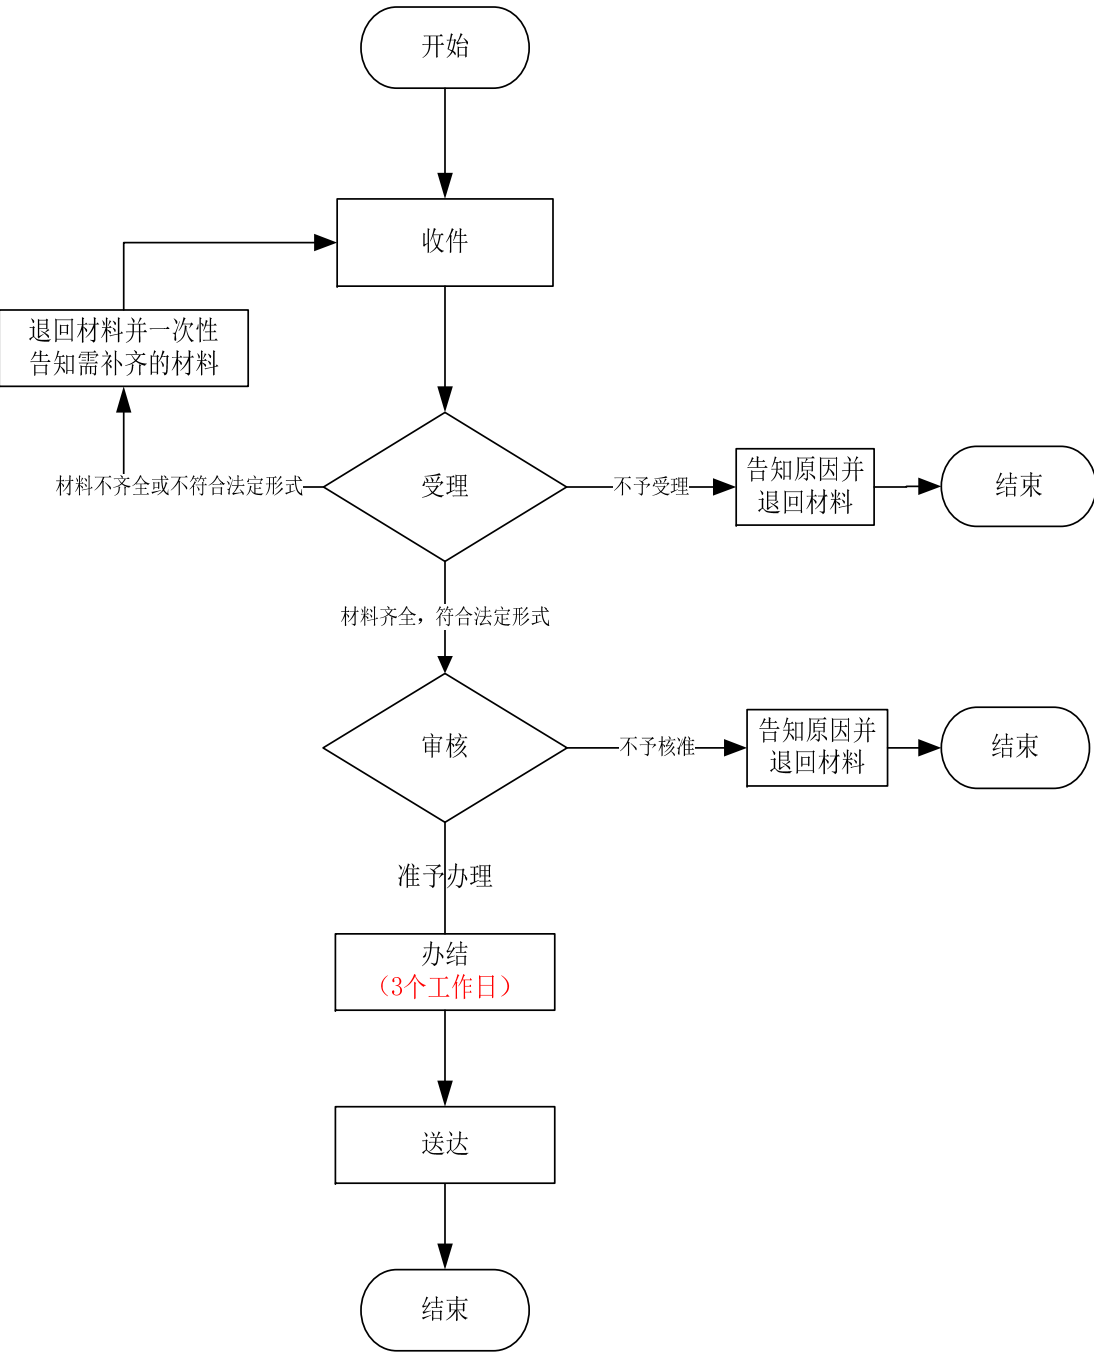 开始
收件
退回材料并一次性
告知需补齐的材料
材料不齐全或不符合法定形式
受理
不予受理
告知原因并
退回材料
结束
材料齐全，符合法定形式
审核
不予核准
告知原因并
退回材料
结束
准予办理
办结
（3个工作日）
送达
结束